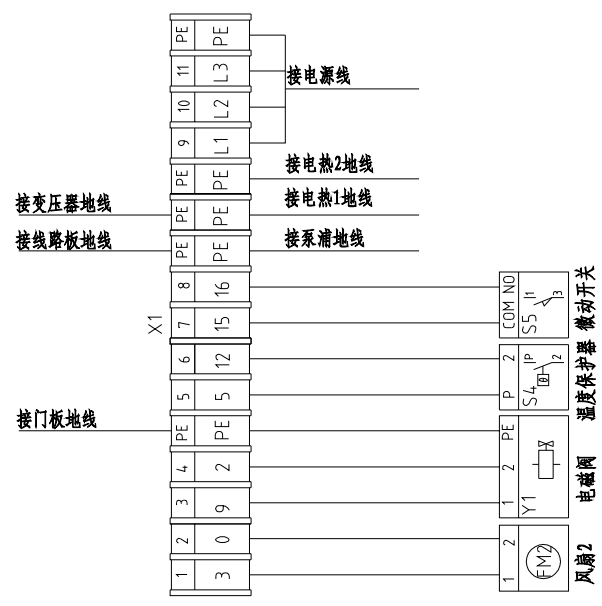 PE PE
11 L3
10 L2
9 L1
接电源线
PE PE
接电热2地线
PE PE
接变压器地线
接电热1地线
PE PE
接线路板地线
接泵浦地线
X1
8 16
7 15
COM NO
S5
1
3
微动开关
6 12
5 5
P 2
S4
θ
P
2
温度保护器
PE PE
接门板地线
4 2
3 9
1 2 PE
Y1
电磁阀
2 0
1 3
1 2
FM2
风扇2